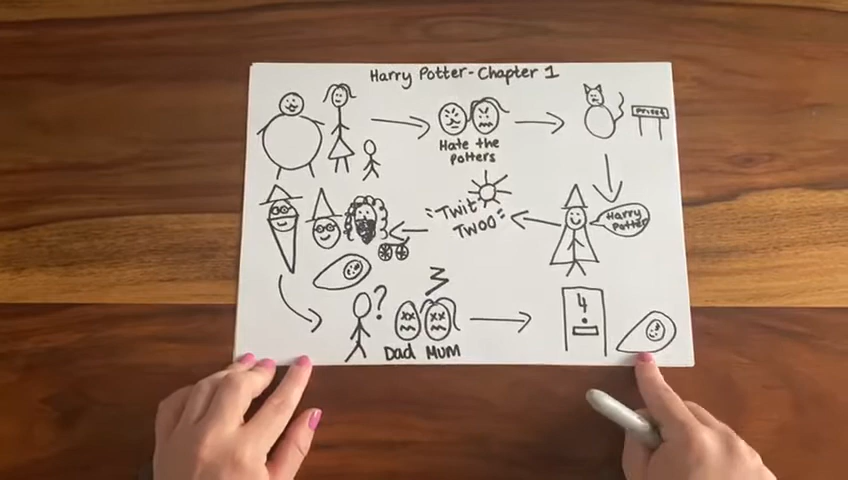 Harry Potter - Chapter 1
Hate the
Potters
Privet
Harry
Potter
"Twit
Twoo"
?
Dad Mum
4